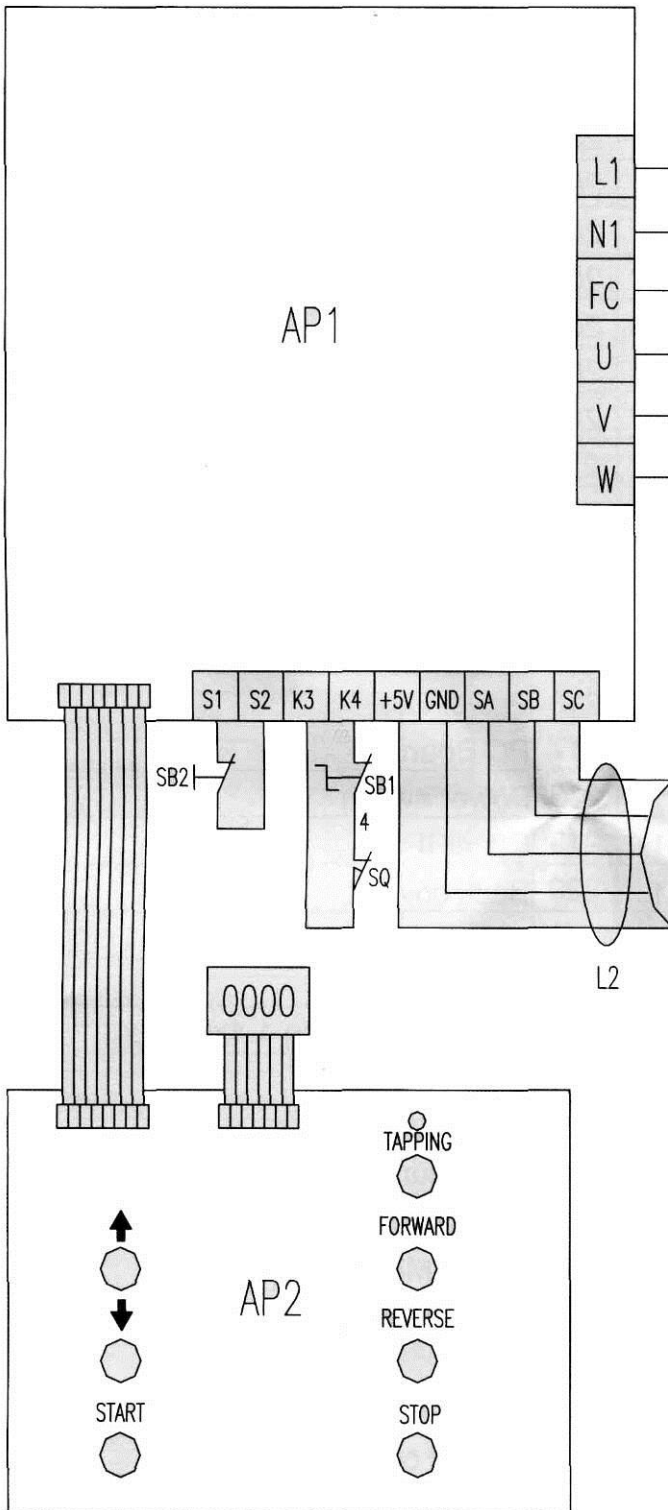 L1
N1
FC
AP1
U
V
W
S1 S2 K3 K4 +5V GND SA SB SC
SB2
SB1
4
SQ
L2
0000
TAPPING
FORWARD
AP2
REVERSE
START
STOP